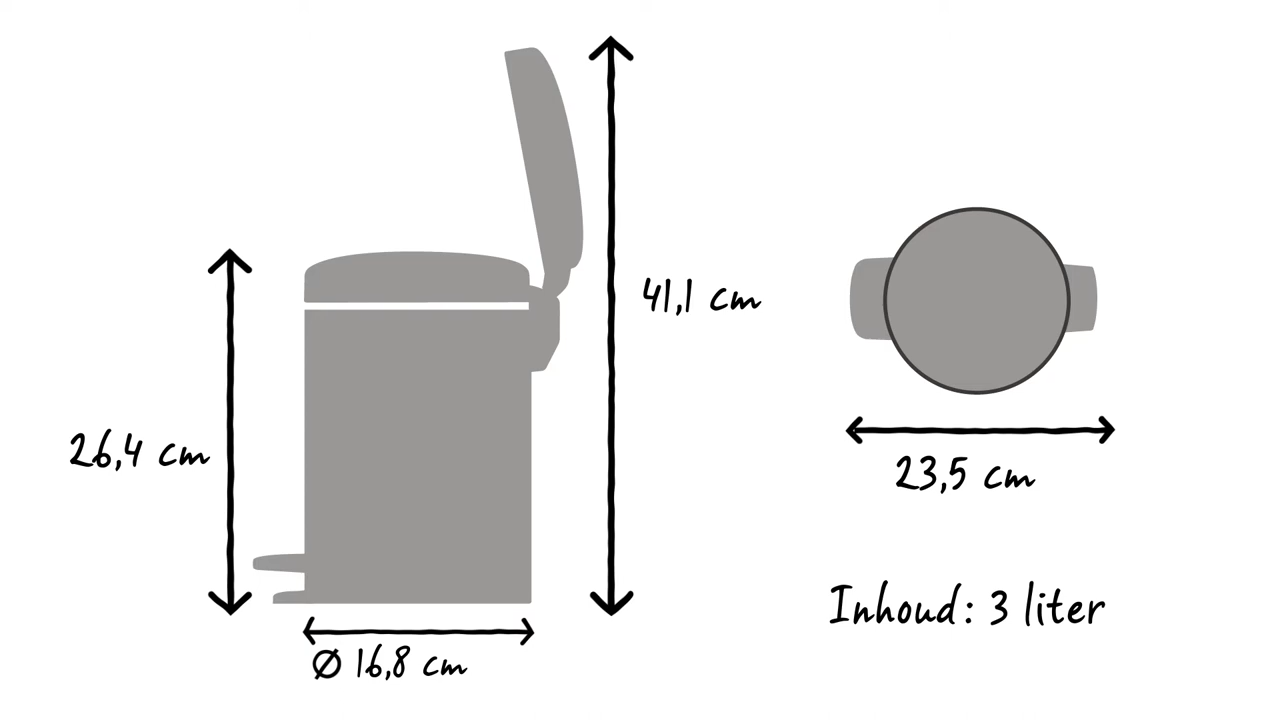 41,1 cm
26,4 cm
23,5 cm
Inhoud: 3 liter
Ø 16,8 cm